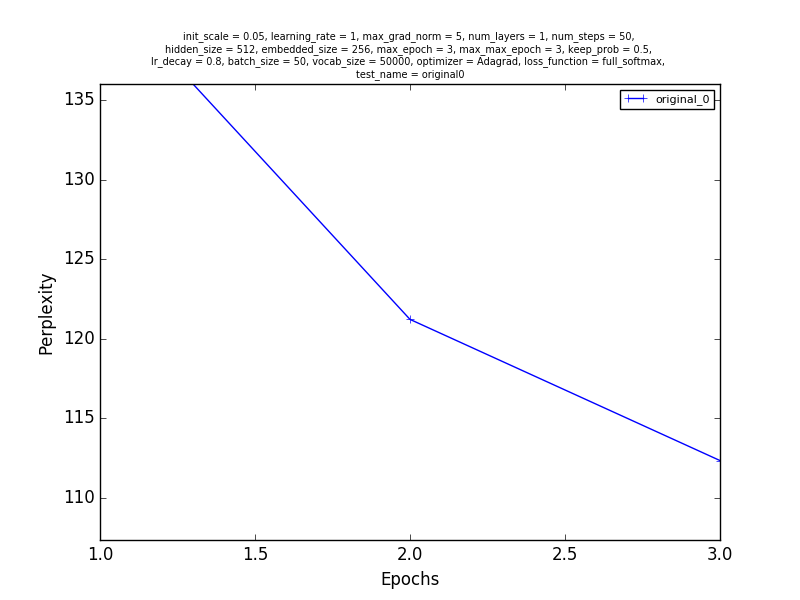 init_scale = 0.05, learning_rate = 1, max_grad_norm = 5, num_layers = 1, num_steps = 50,
hidden_size = 512, embedded_size = 256, max_epoch = 3, max_max_epoch = 3, keep_prob = 0.5,
lr_decay = 0.8, batch_size = 50, vocab_size = 50000, optimizer = Adagrad, loss_function = full_softmax,
test_name = original0
original_0
135
130
125
120
115
110
Perplexity
1.0 1.5 2.0 2.5 3.0
Epochs